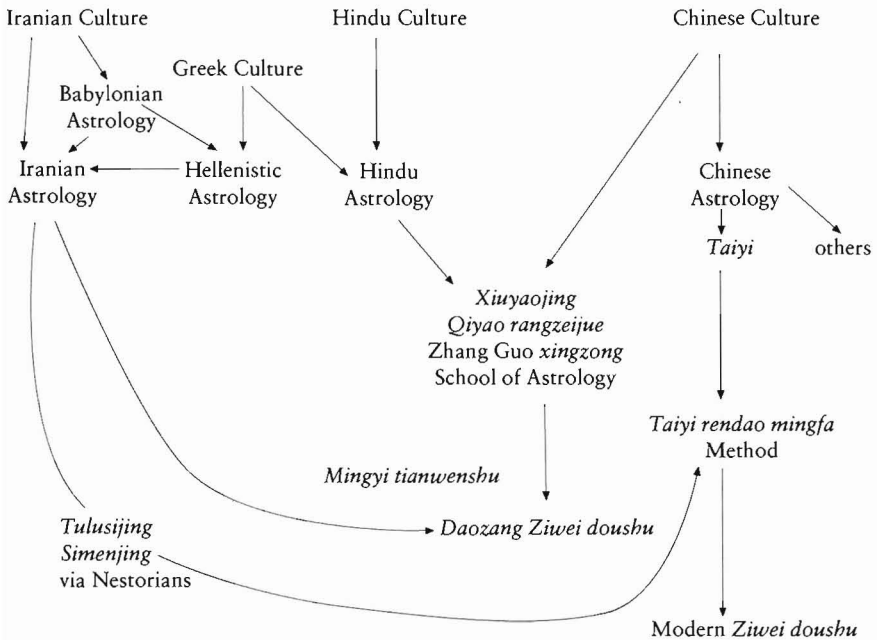 Iranian Culture
Hindu Culture
Chinese Culture
Greek Culture
Babylonian
Astrology
Iranian
Astrology
Hellenistic
Astrology
Hindu
Astrology
Chinese
Astrology
Taiyi
others
Xiuyaojing
Qiyao rangzeijue
Zhang Guo xingzong
School of Astrology
Taiyi rendao mingfa
Method
Mingyi tianwenshu
Daozang Ziwei doushu
Tulusijing
Simenjing
via Nestorians
Modern Ziwei doushu